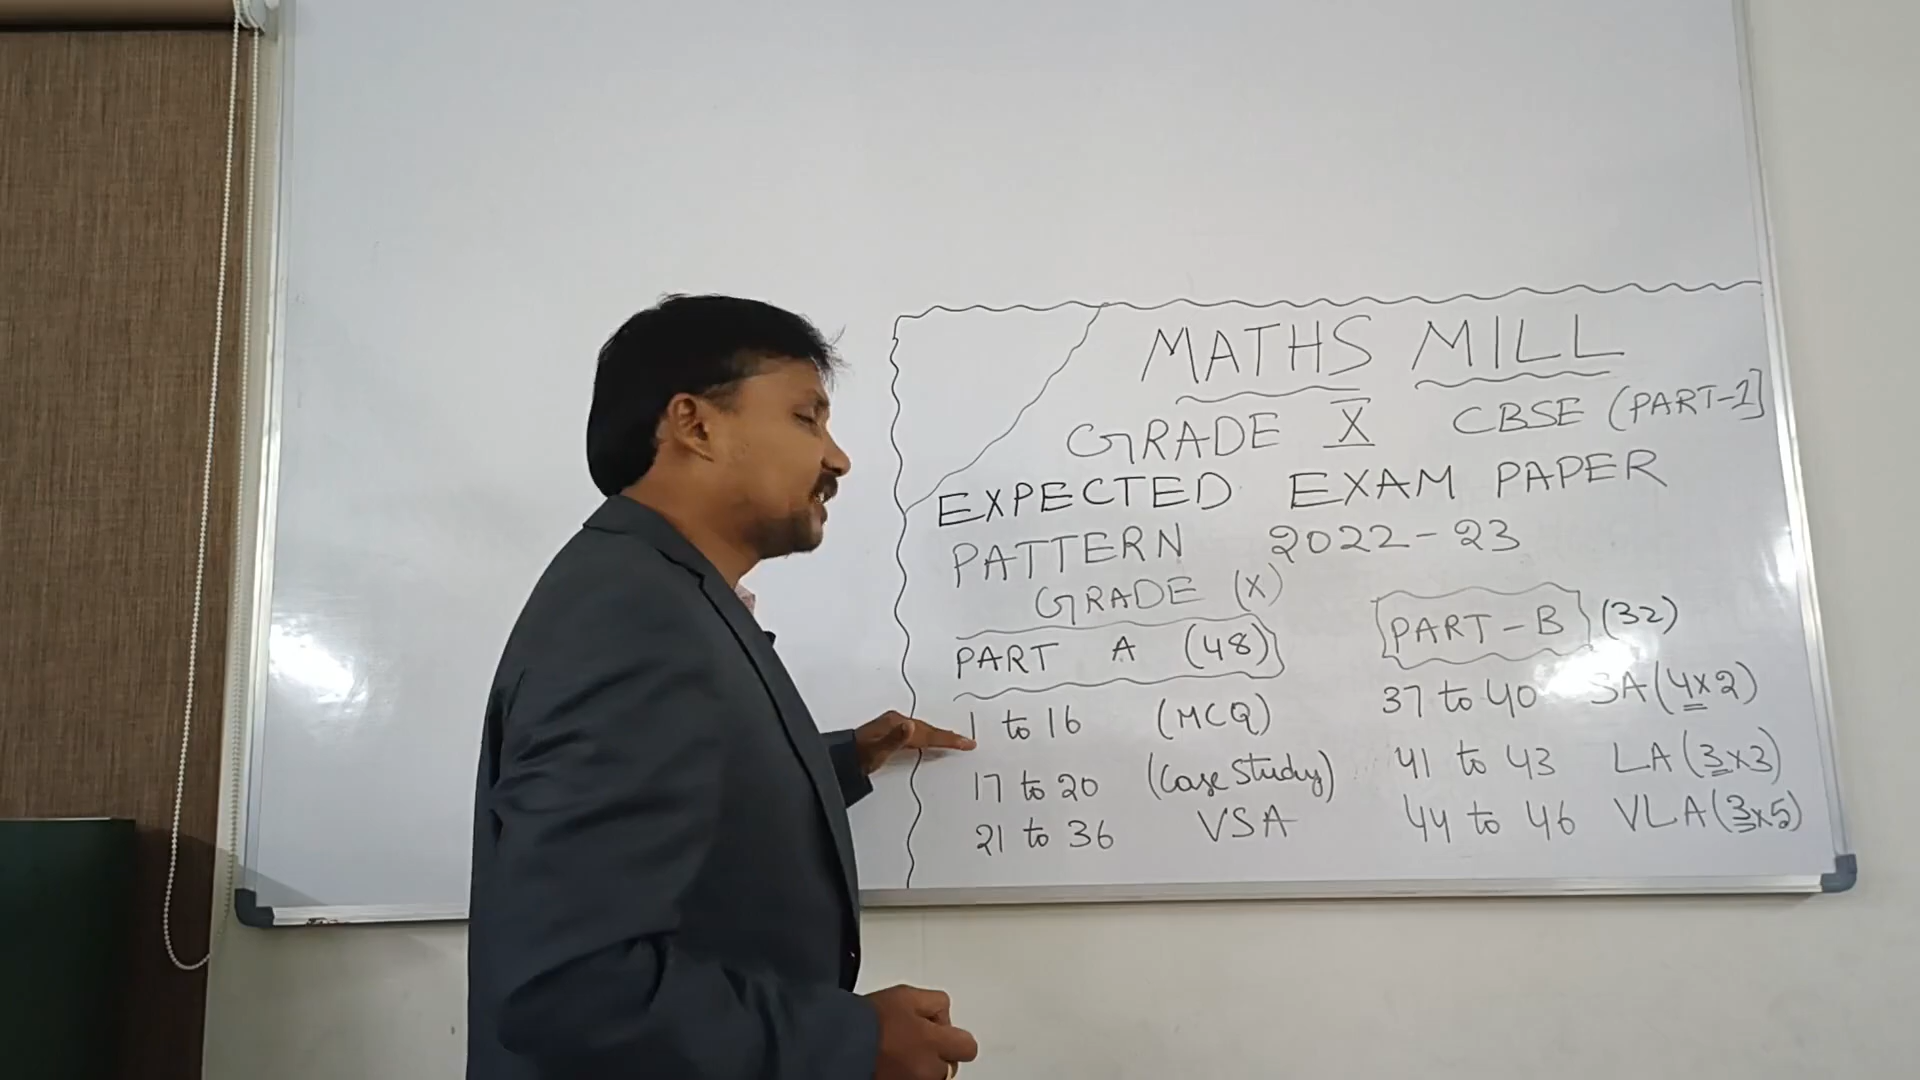 MATHS MILL
GRADE X CBSE (PART-1]
EXPECTED EXAM PAPER
PATTERN 2022-23
GRADE (X)
PART A (48)
1 to 16 (MCQ)
17 to 20 (Case Study)
21 to 36 VSA
PART-B (32)
37 to 40 SA (4x2)
41 to 43 LA (3x3)
44 to 46 VLA (3x5)